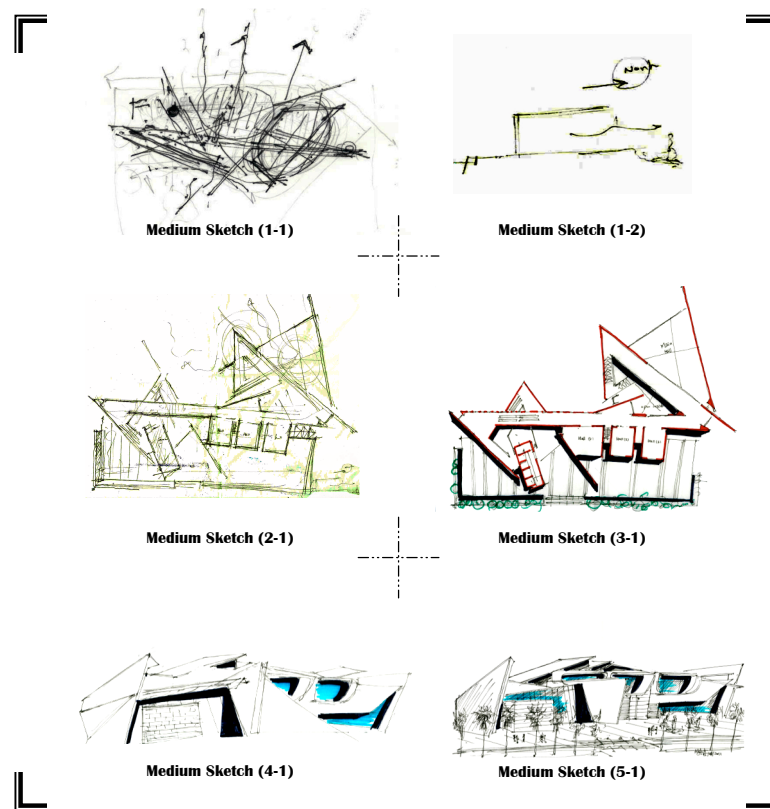 Medium Sketch (1-1)
North
Medium Sketch (1-2)
Medium Sketch (2-1)
Medium Sketch (3-1)
Medium Sketch (4-1)
Medium Sketch (5-1)